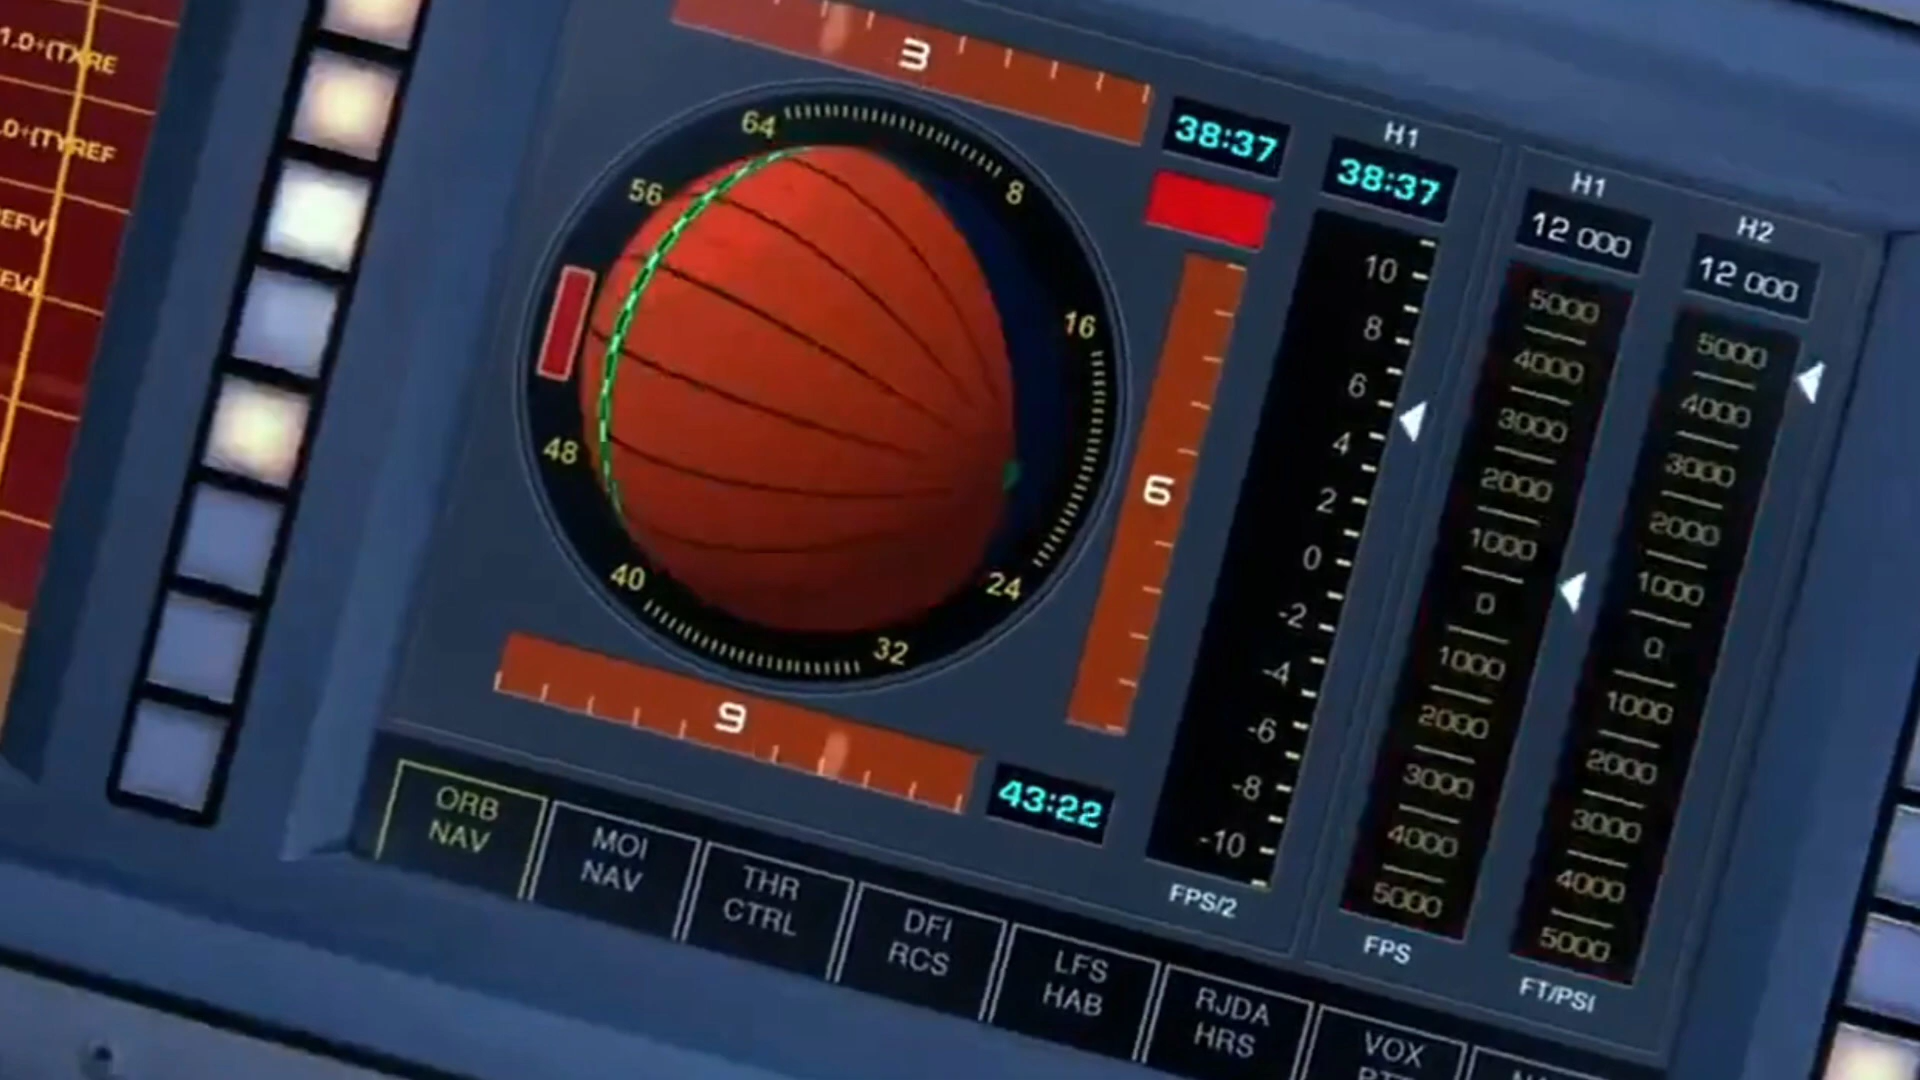 1.0÷(TXRE
.0÷(TYREF
EFV)
EV)
3
64
8
56
16
48
24
40
32
6
9
38:37
43:22
H1
38:37
10
8
6
4
2
0
-2
-4
-6
-8
-10
FPS/2
H1
12 000
5000
4000
3000
2000
1000
0
1000
2000
3000
4000
5000
FPS
H2
12 000
5000
4000
3000
2000
1000
0
1000
2000
3000
4000
5000
FT/PSI
ORB
NAV
MOI
NAV
THR
CTRL
DFI
RCS
LFS
HAB
RJDA
HRS
VOX